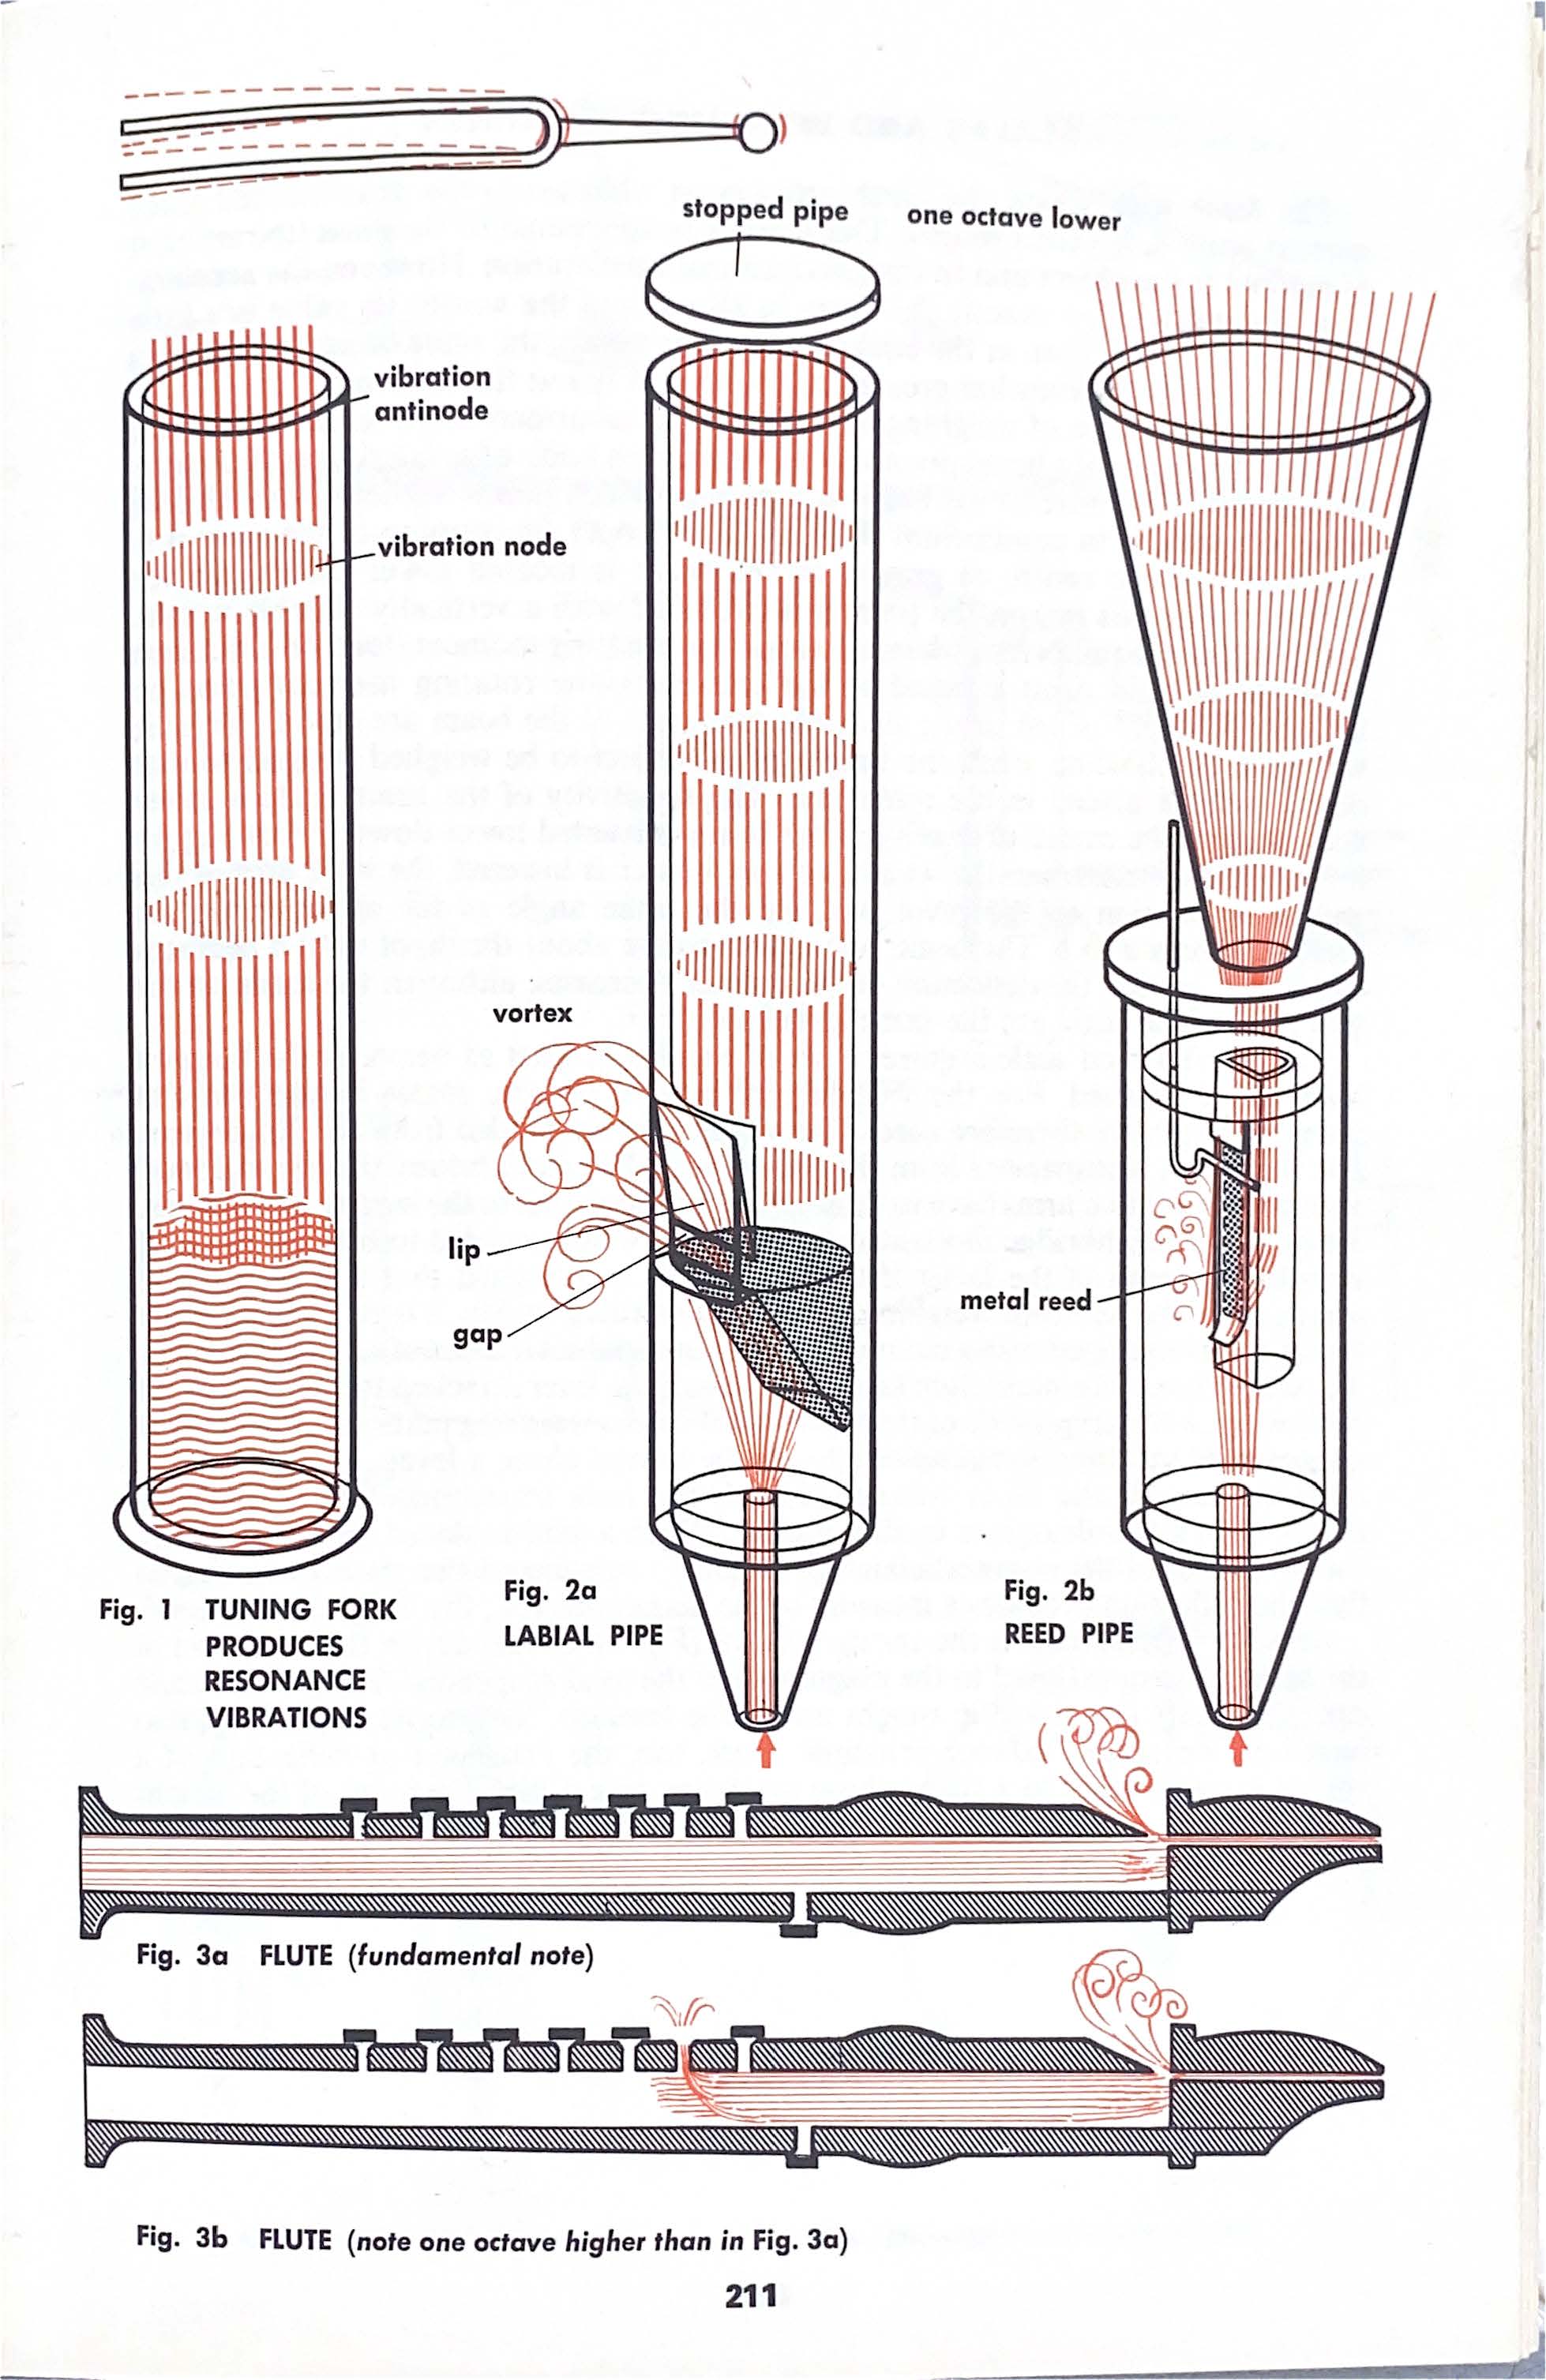 stopped pipe one octave lower
vibration
antinode
vibration node
vortex
lip
gap
metal reed
Fig. 1 TUNING FORK
PRODUCES
RESONANCE
VIBRATIONS
Fig. 2a
LABIAL PIPE
Fig. 2b
REED PIPE
Fig. 3a FLUTE (fundamental note)
Fig. 3b FLUTE (note one octave higher than in Fig. 3a)
211